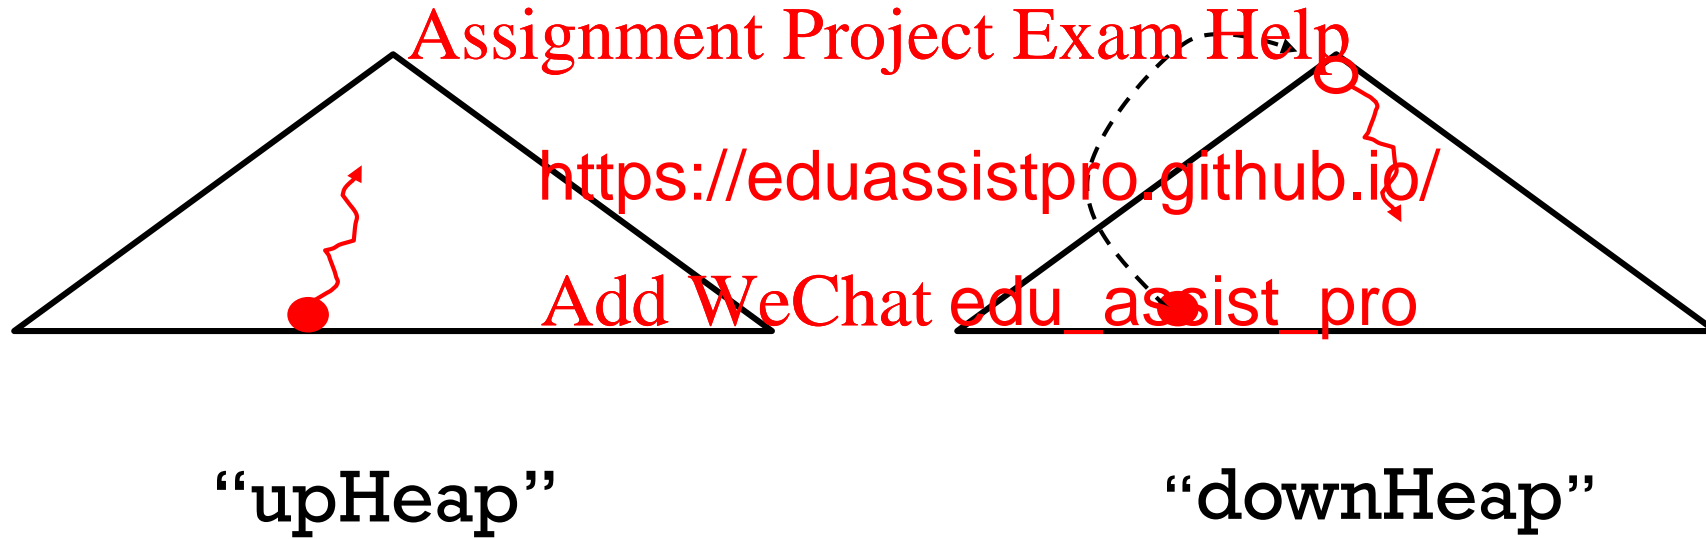 Assignment Project Exam Help
https://eduassistpro.github.io/
Add WeChat edu_assist_pro
“upHeap”
“downHeap”